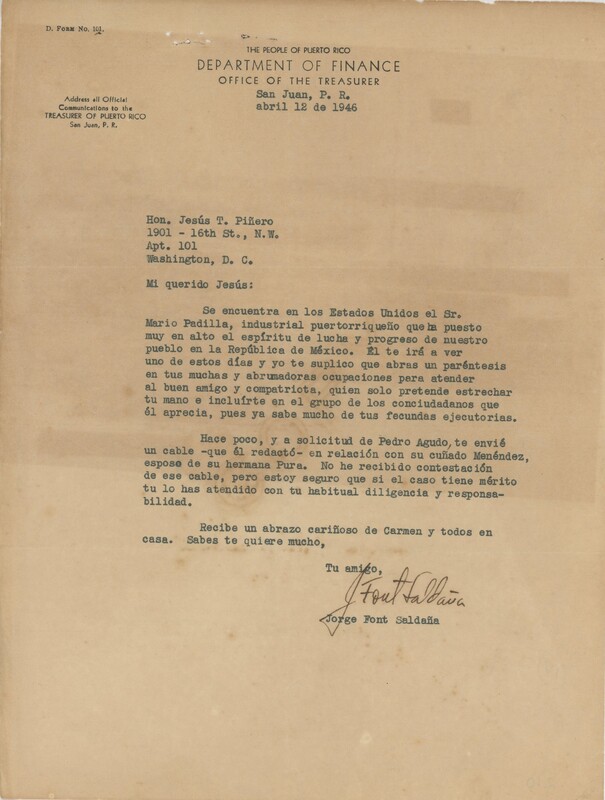 D. Form No. 101.
THE PEOPLE OF PUERTO RICO
DEPARTMENT OF FINANCE
OFFICE OF THE TREASURER
San Juan, P. R.
abril 12 de 1946
Address all Official
Communications to the
TREASURER OF PUERTO RICO
San Juan, P. R.
Hon. Jesús T. Piñero
1901 - 16th St., N.W.
Apt. 101
Washington, D. C.
Mi querido Jesús:
Se encuentra en los Estados Unidos el Sr.
Mario Padilla, industrial puertorriqueño que ha puesto
muy en alto el espíritu de lucha y progreso de nuestro
pueblo en la República de México. Él te irá a ver
uno de estos días y yo te suplico que abras un paréntesis
en tus muchas y abrumadoras ocupaciones para atender
al buen amigo y compatriota, quien solo pretende estrechar
tu mano e incluírte en el grupo de los conciudadanos que
él aprecia, pues ya sabe mucho de tus fecundas ejecutorias.
Hace poco, y a solicitud de Pedro Agudo, te envié
un cable -que él redactó- en relación con su cuñado Menéndez,
esposo de su hermana Pura. No he recibido contestación
de ese cable, pero estoy seguro que si el caso tiene mérito
tu lo has atendido con tu habitual diligencia y responsa-
bilidad.
Recibe un abrazo cariñoso de Carmen y todos en
casa. Sabes te quiere mucho,
Tu amigo,
J Font Saldaña
Jorge Font Saldaña